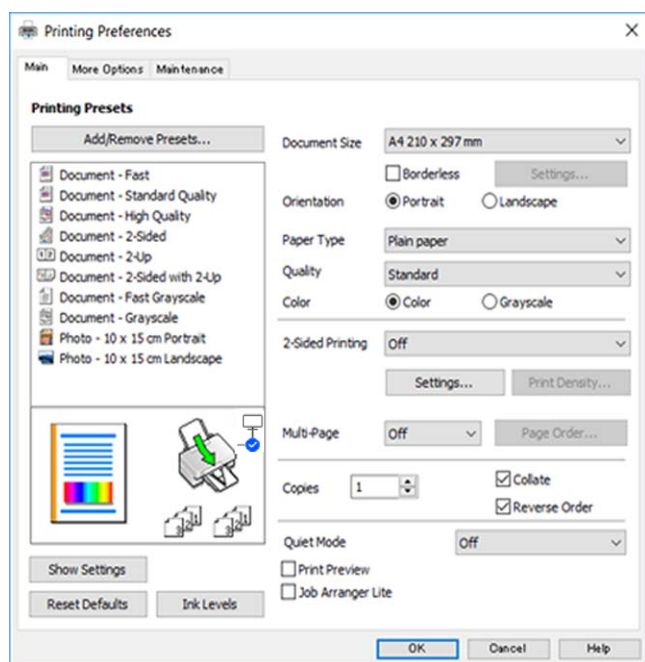 Printing Preferences
Main More Options Maintenance
Printing Presets
Add/Remove Presets...
Document - Fast
Document - Standard Quality
Document - High Quality
Document - 2-Sided
Document - 2-Up
Document - 2-Sided with 2-Up
Document - Fast Grayscale
Document - Grayscale
Photo - 10 x 15 cm Portrait
Photo - 10 x 15 cm Landscape
Show Settings
Reset Defaults Ink Levels
Document Size A4 210 x 297 mm
Borderless Settings...
Orientation Portrait Landscape
Paper Type Plain paper
Quality Standard
Color Color Grayscale
2-Sided Printing Off
Settings... Print Density...
Multi-Page Off Page Order...
Copies 1 Collate
Reverse Order
Quiet Mode Off
Print Preview
Job Arranger Lite
OK Cancel Help